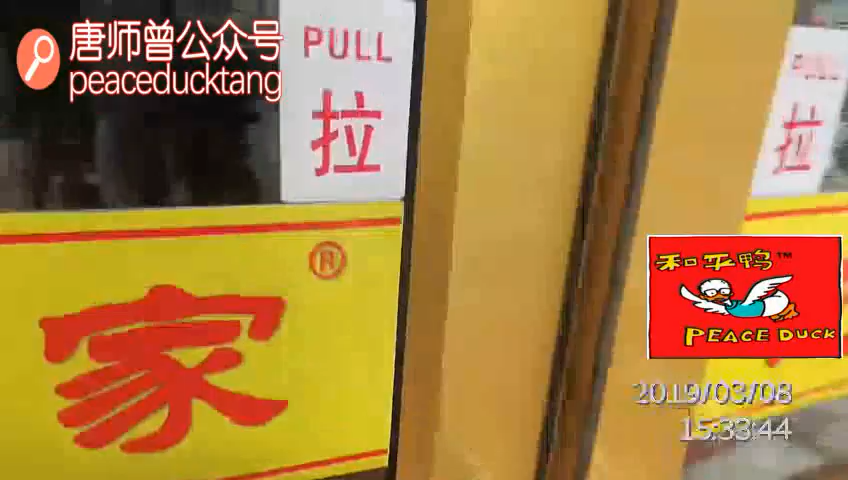 唐师曾公众号
peaceducktang
PULL
拉
PULL
拉
家
®
和平鸭™
PEACE DUCK
2019/03/08
15:33:44